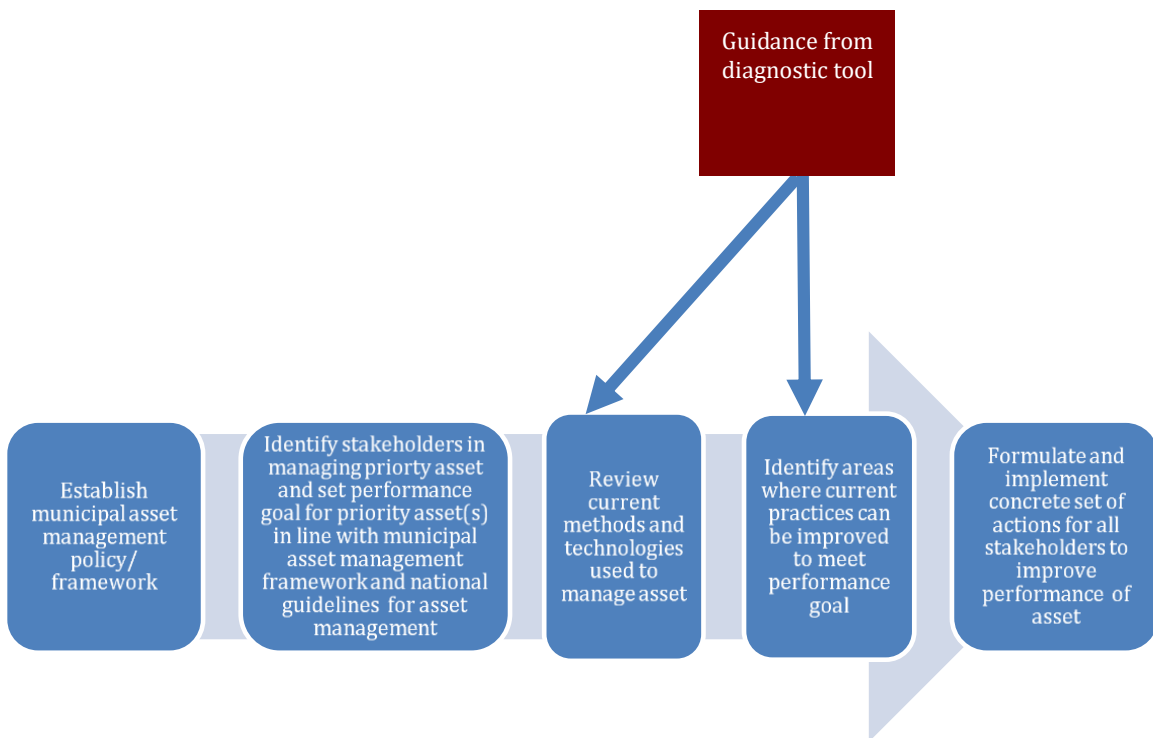 Guidance from
diagnostic tool
Establish
municipal asset
management
policy/
framework
Identify stakeholders in
managing priorty asset
and set performance
goal for priority asset(s)
in line with municipal
asset management
framework and national
guidelines for asset
management
Review
current
methods and
technologies
used to
manage asset
Identify areas
where current
practices can
be improved
to meet
performance
goal
Formulate and
implement
concrete set of
actions for all
stakeholders to
improve
performance of
asset